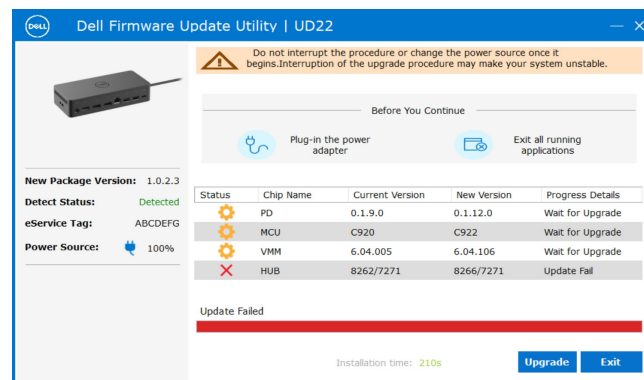 DELL
Dell Firmware Update Utility | UD22
Do not interrupt the procedure or change the power source once it
begins.Interruption of the upgrade procedure may make your system unstable.
Before You Continue
Plug-in the power
adapter
Exit all running
applications
New Package Version: 1.0.2.3
Detect Status: Detected
eService Tag: ABCDEFG
Power Source: 100%
Status Chip Name Current Version New Version Progress Details
PD 0.1.9.0 0.1.12.0 Wait for Upgrade
MCU C920 C922 Wait for Upgrade
VMM 6.04.005 6.04.106 Wait for Upgrade
HUB 8262/7271 8266/7271 Update Fail
Update Failed
Installation time: 210s
Upgrade Exit